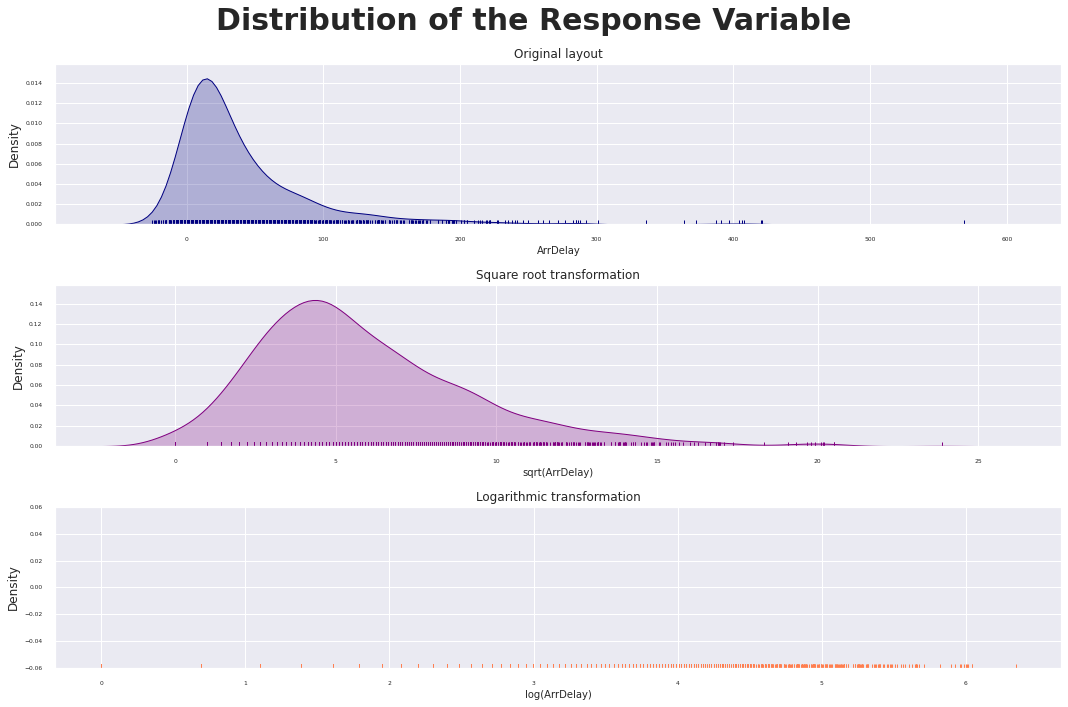 Distribution of the Response Variable
Original layout
0.014
0.012
0.010
0.008
0.006
0.004
0.002
0.000
Density
0 100 200 300 400 500 600
ArrDelay
Square root transformation
0.14
0.12
0.10
0.08
0.06
0.04
0.02
0.00
Density
0 5 10 15 20 25
sqrt(ArrDelay)
Logarithmic transformation
0.06
0.04
0.02
0.00
−0.02
−0.04
−0.06
Density
0 1 2 3 4 5 6
log(ArrDelay)